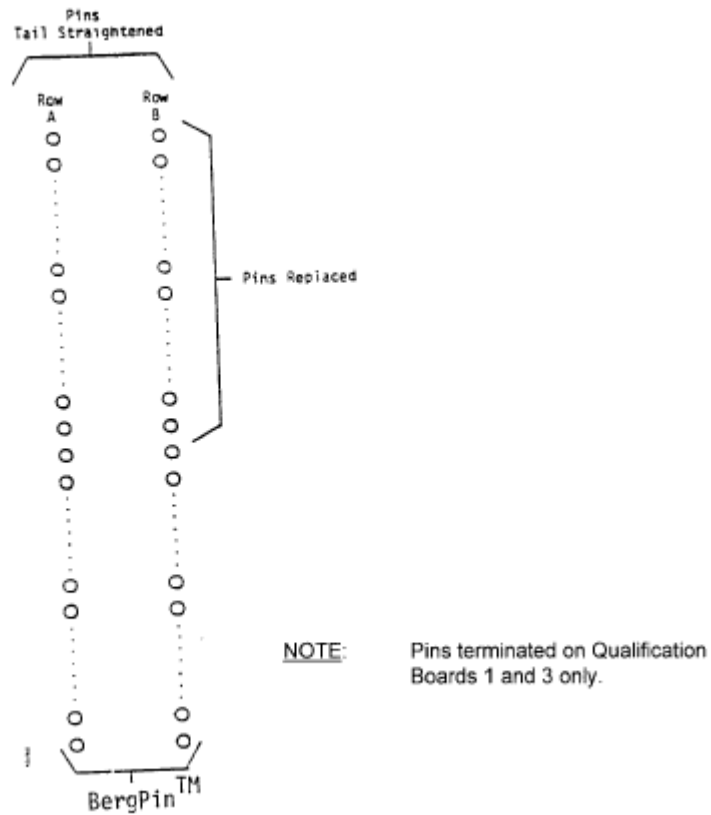 Pins
Tail Straightened
Row
A
Row
B
Pins Replaced
NOTE:
Pins terminated on Qualification
Boards 1 and 3 only.
BergPin™